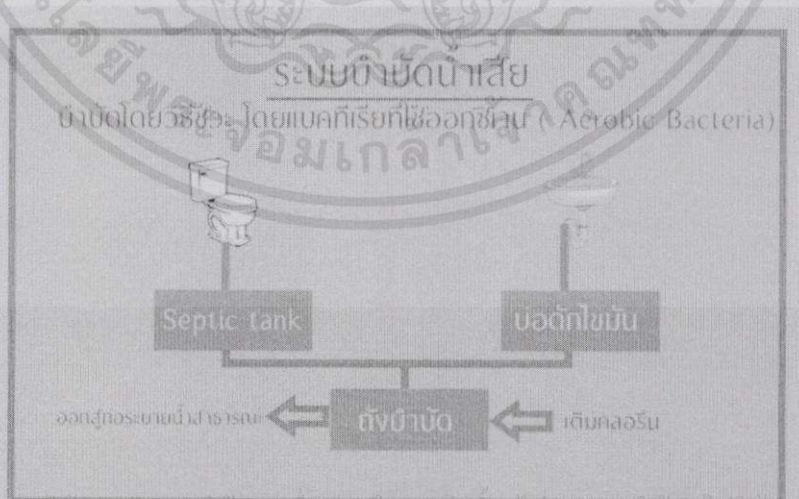 ระบบบำบัดน้ำเสีย
บำบัดโดยวิธีชีวะ โดยแบคทีเรียที่ใช้ออกซิเจน ( Aerobic Bacteria)
Septic tank
บ่อดักไขมัน
ออกสู่ท่อระบายน้ำสาธารณะ
ถังบำบัด
เติมคลอรีน